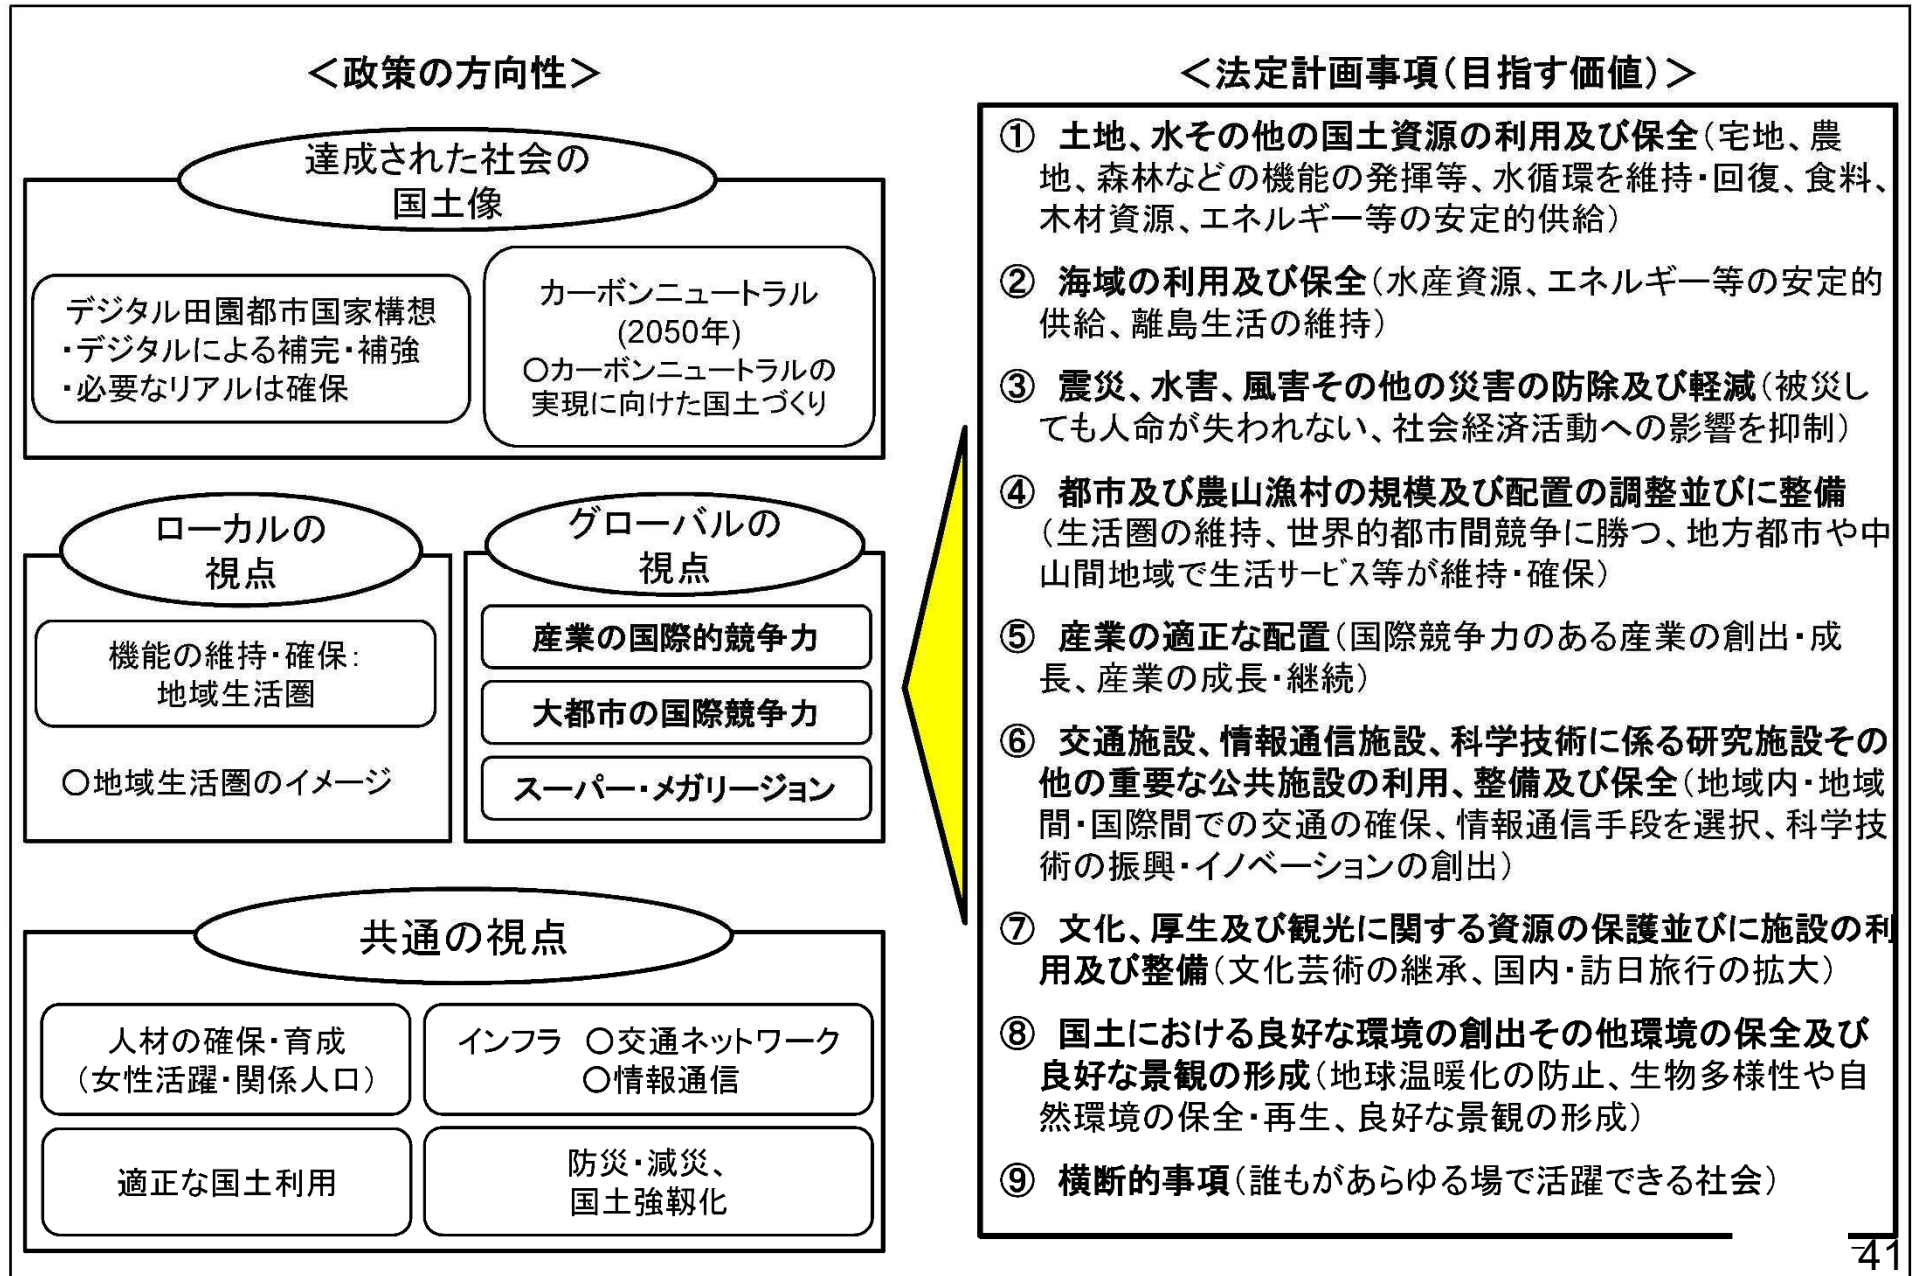 ＜政策の方向性＞
達成された社会の
国土像
デジタル田園都市国家構想
・デジタルによる補完・補強
・必要なリアルは確保
カーボンニュートラル
(2050年)
○カーボンニュートラルの
実現に向けた国土づくり
ローカルの
視点
機能の維持・確保：
地域生活圏
○地域生活圏のイメージ
グローバルの
視点
産業の国際的競争力
大都市の国際競争力
スーパー・メガリージョン
共通の視点
人材の確保・育成
（女性活躍・関係人口）
インフラ　○交通ネットワーク
○情報通信
適正な国土利用
防災・減災、
国土強靱化
＜法定計画事項（目指す価値）＞
① 土地、水その他の国土資源の利用及び保全（宅地、農
地、森林などの機能の発揮等、水循環を維持・回復、食料、
木材資源、エネルギー等の安定的供給）
② 海域の利用及び保全（水産資源、エネルギー等の安定的
供給、離島生活の維持）
③ 震災、水害、風害その他の災害の防除及び軽減（被災し
ても人命が失われない、社会経済活動への影響を抑制）
④ 都市及び農山漁村の規模及び配置の調整並びに整備
（生活圏の維持、世界的都市間競争に勝つ、地方都市や中
山間地域で生活ｻｰﾋﾞｽ等が維持・確保）
⑤ 産業の適正な配置（国際競争力のある産業の創出・成
長、産業の成長・継続）
⑥ 交通施設、情報通信施設、科学技術に係る研究施設その
他の重要な公共施設の利用、整備及び保全（地域内・地域
間・国際間での交通の確保、情報通信手段を選択、科学技
術の振興・イノベーションの創出）
⑦ 文化、厚生及び観光に関する資源の保護並びに施設の利
用及び整備（文化芸術の継承、国内・訪日旅行の拡大）
⑧ 国土における良好な環境の創出その他環境の保全及び
良好な景観の形成（地球温暖化の防止、生物多様性や自
然環境の保全・再生、良好な景観の形成）
⑨ 横断的事項（誰もがあらゆる場で活躍できる社会）
41